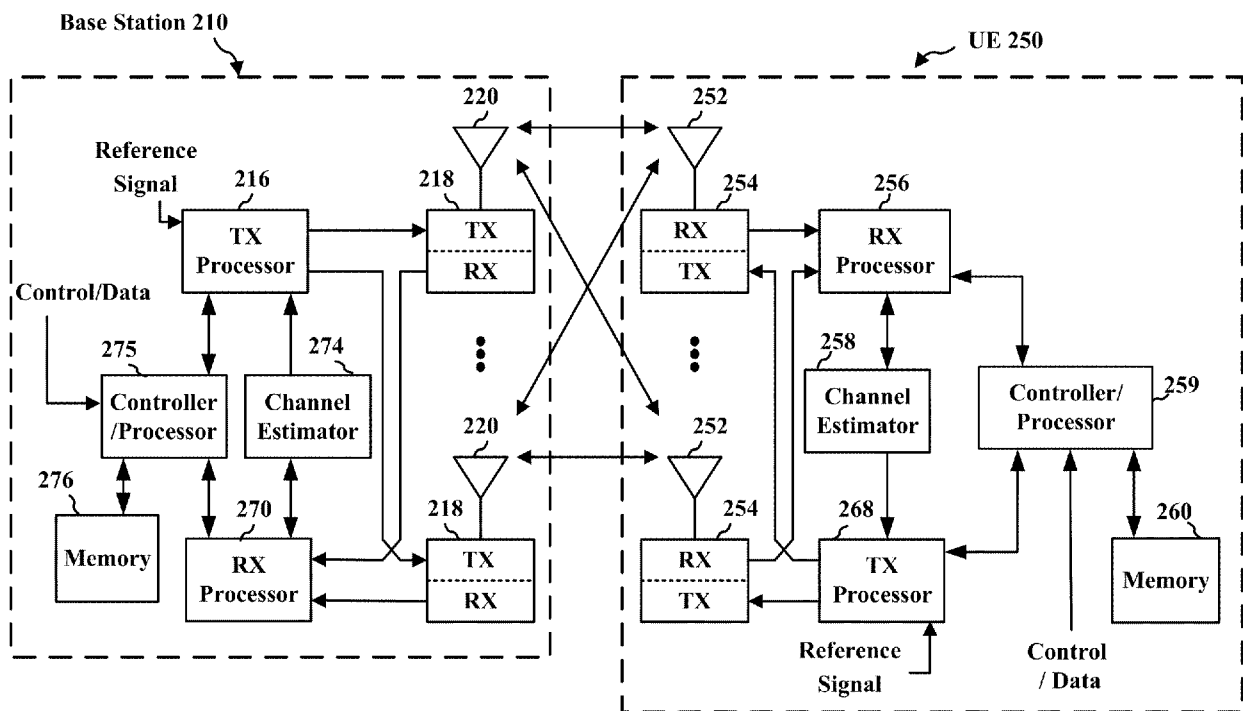 Base Station 210
UE 250
220
252
Reference
Signal
216
218
254
256
TX
Processor
TX
RX
RX
TX
RX
Processor
Control/Data
275
274
258
259
Controller
/Processor
Channel
Estimator
Channel
Estimator
Controller/
Processor
220
252
276
270
218
254
268
260
Memory
RX
Processor
TX
RX
RX
TX
TX
Processor
Memory
Reference
Signal
Control
/ Data